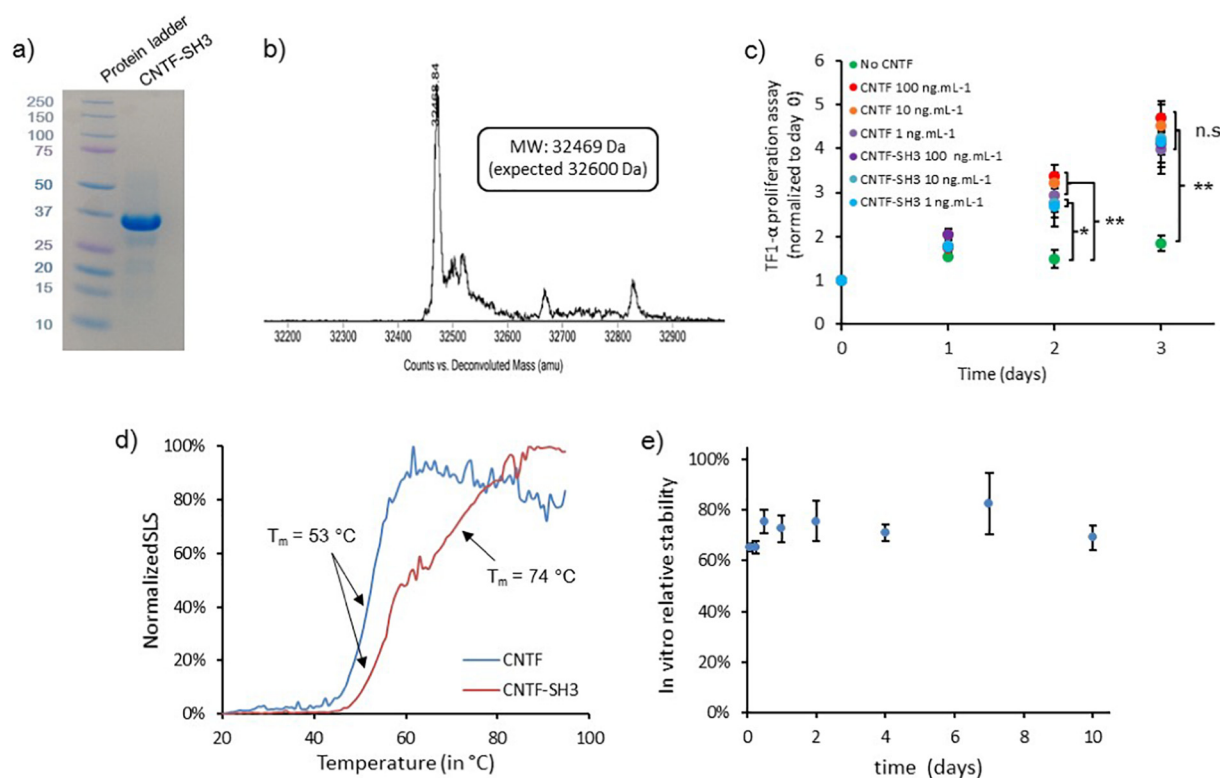 a)
Protein ladder
CNTF-SH3
250
150
100
75
50
37
25
20
15
10
b)
32468.84
MW: 32469 Da
(expected 32600 Da)
32200 32300 32400 32500 32600 32700 32800 32900
Counts vs. Deconvoluted Mass (amu)
c)
TF1-α proliferation assay
(normalized to day 0)
6
5
4
3
2
1
0
No CNTF
CNTF 100 ng.mL-1
CNTF 10 ng.mL-1
CNTF 1 ng.mL-1
CNTF-SH3 100 ng.mL-1
CNTF-SH3 10 ng.mL-1
CNTF-SH3 1 ng.mL-1
*
**
n.s
**
0 1 2 3
Time (days)
d)
Normalized SLS
100%
80%
60%
40%
20%
0%
Tm = 53 °C
Tm = 74 °C
CNTF
CNTF-SH3
20 40 60 80 100
Temperature (in °C)
e)
In vitro relative stability
100%
80%
60%
40%
20%
0%
0 2 4 6 8 10
time (days)